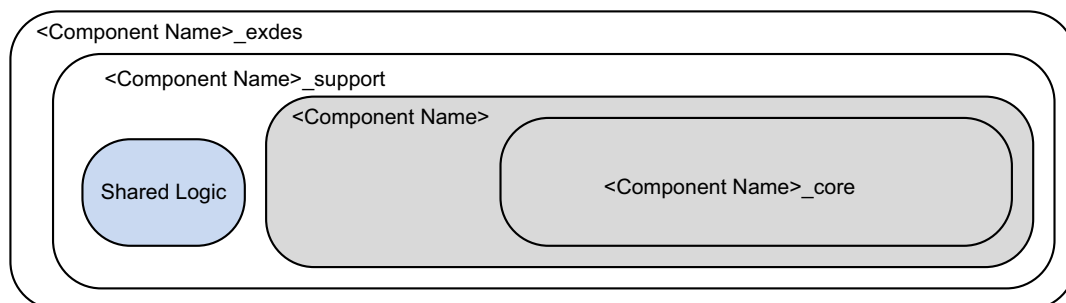 <Component Name>_exdes
<Component Name>_support
<Component Name>
Shared Logic
<Component Name>_core